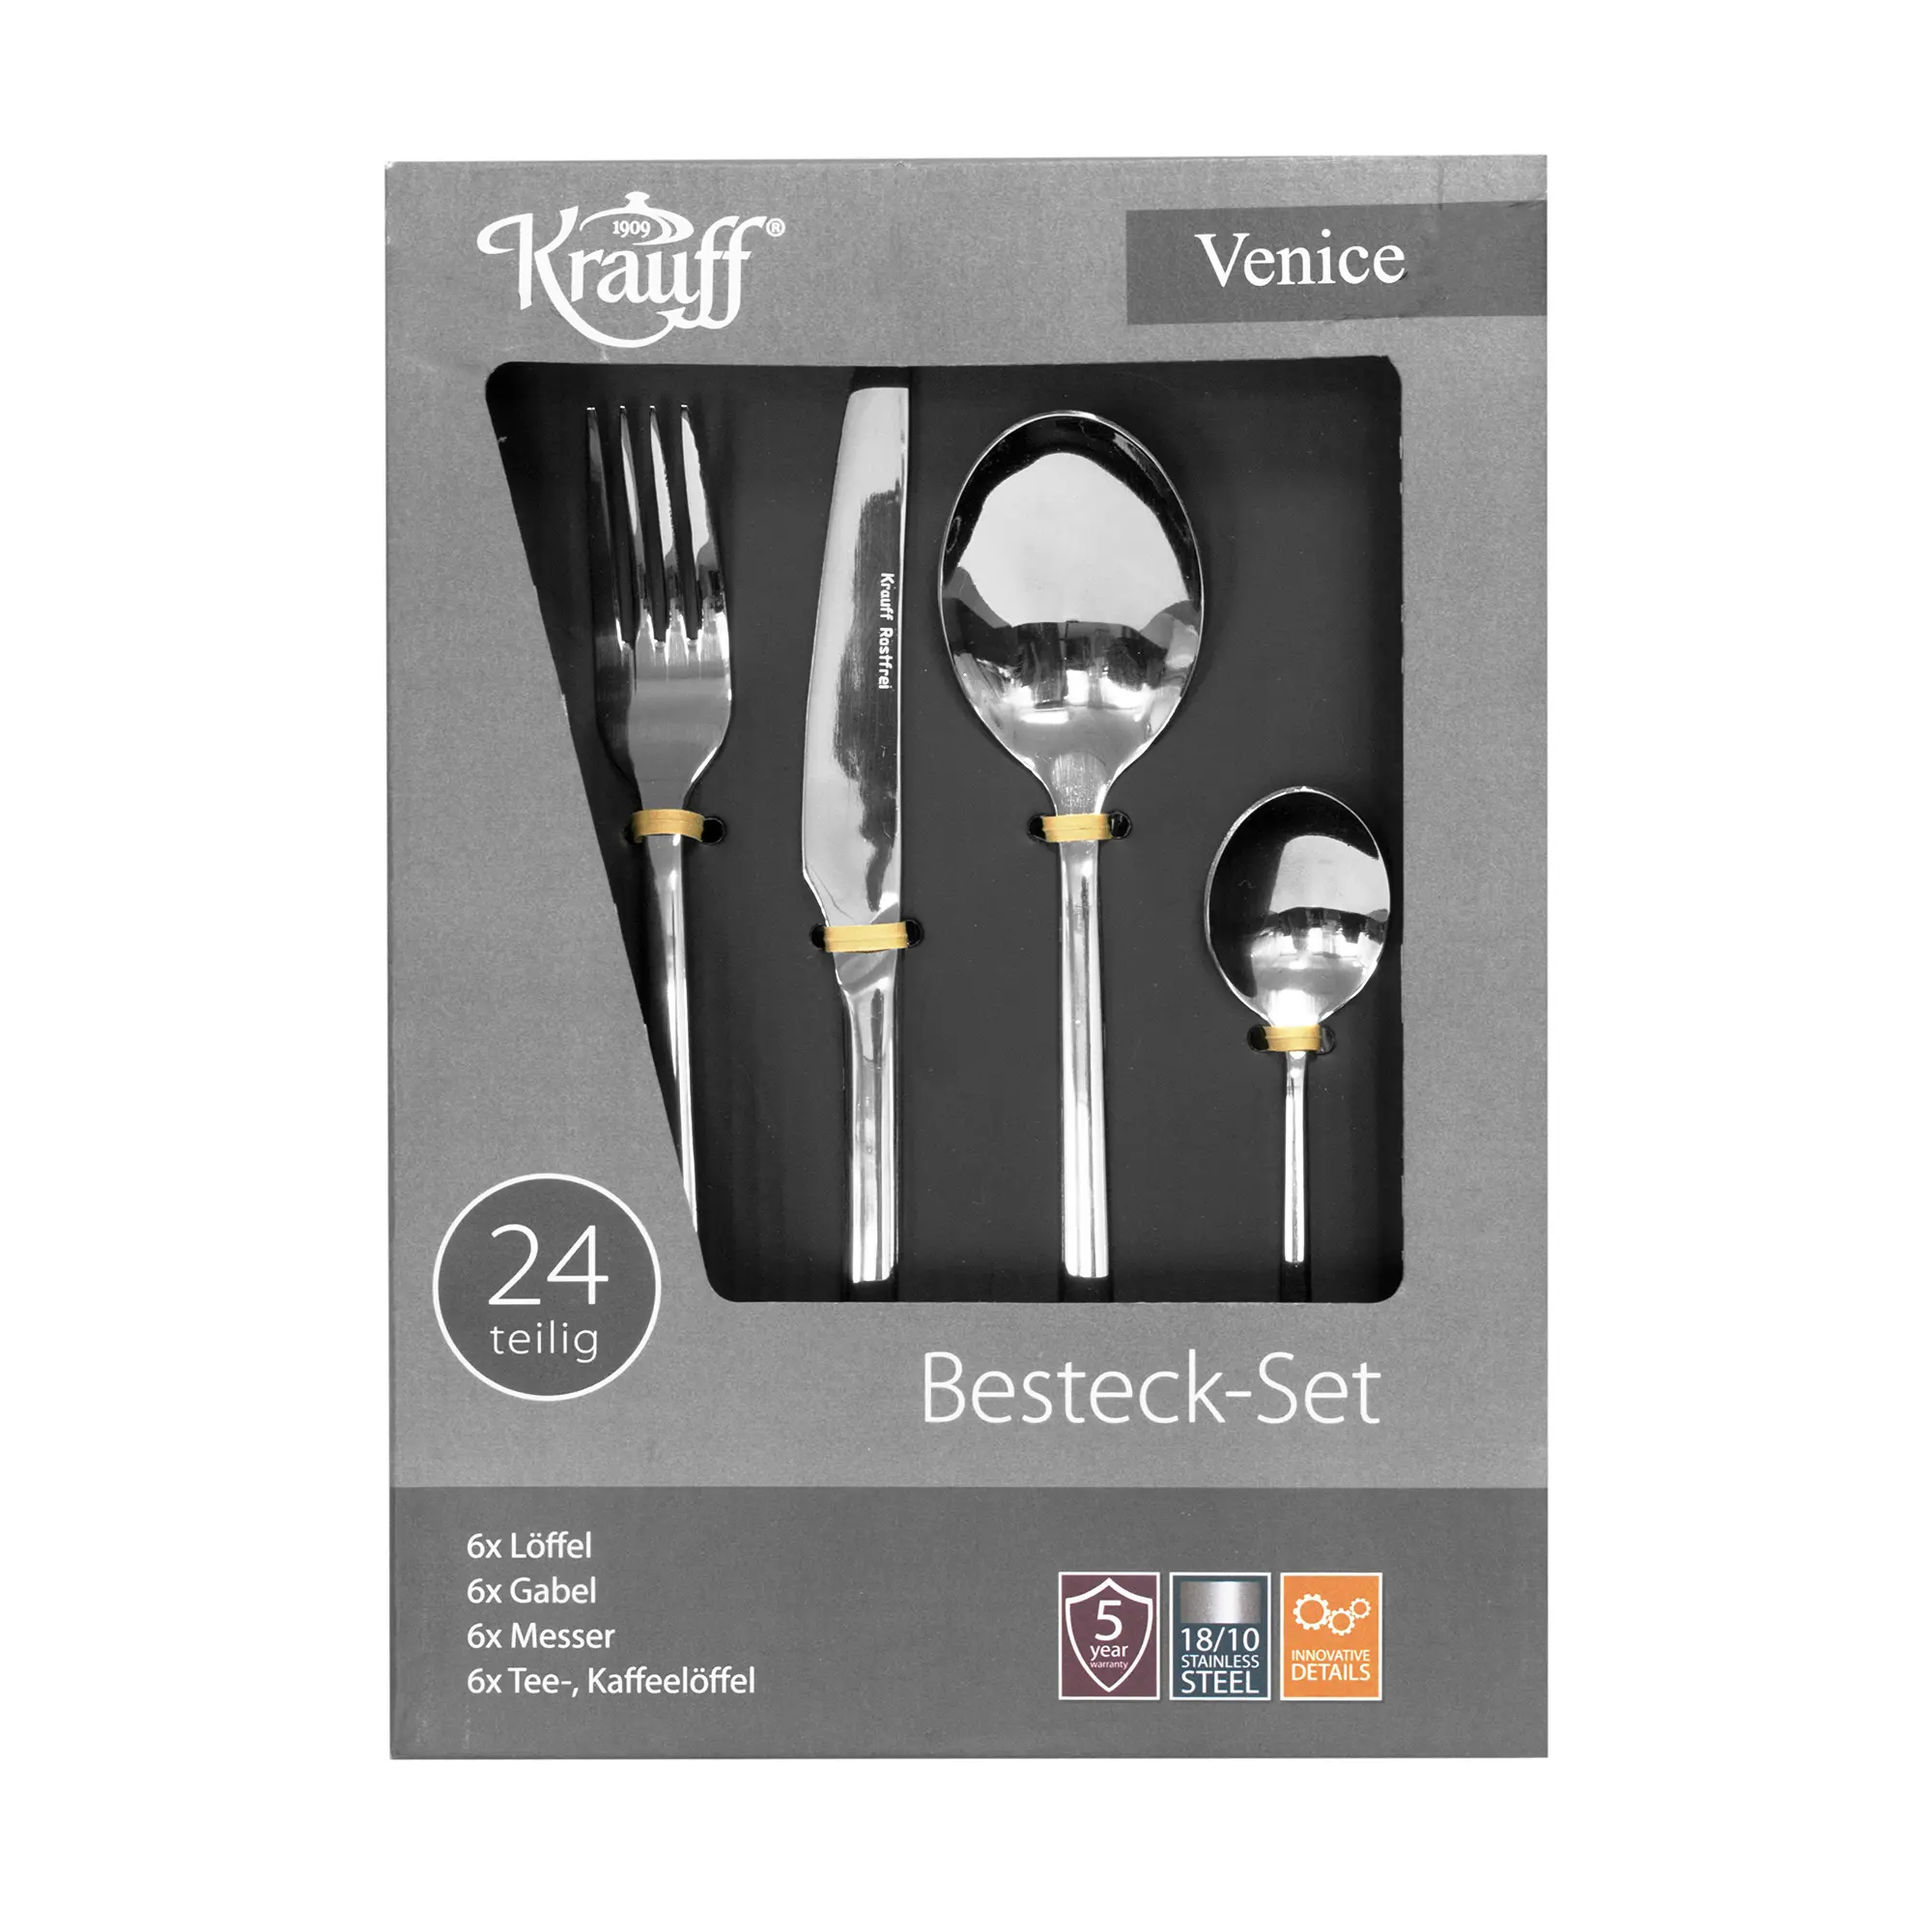 1909
Krauff®
Venice
Krauff Rostfrei
24
teilig
Besteck-Set
6x Löffel
6x Gabel
6x Messer
6x Tee-, Kaffeelöffel
5
year
warranty
18/10
STAINLESS
STEEL
INNOVATIVE
DETAILS